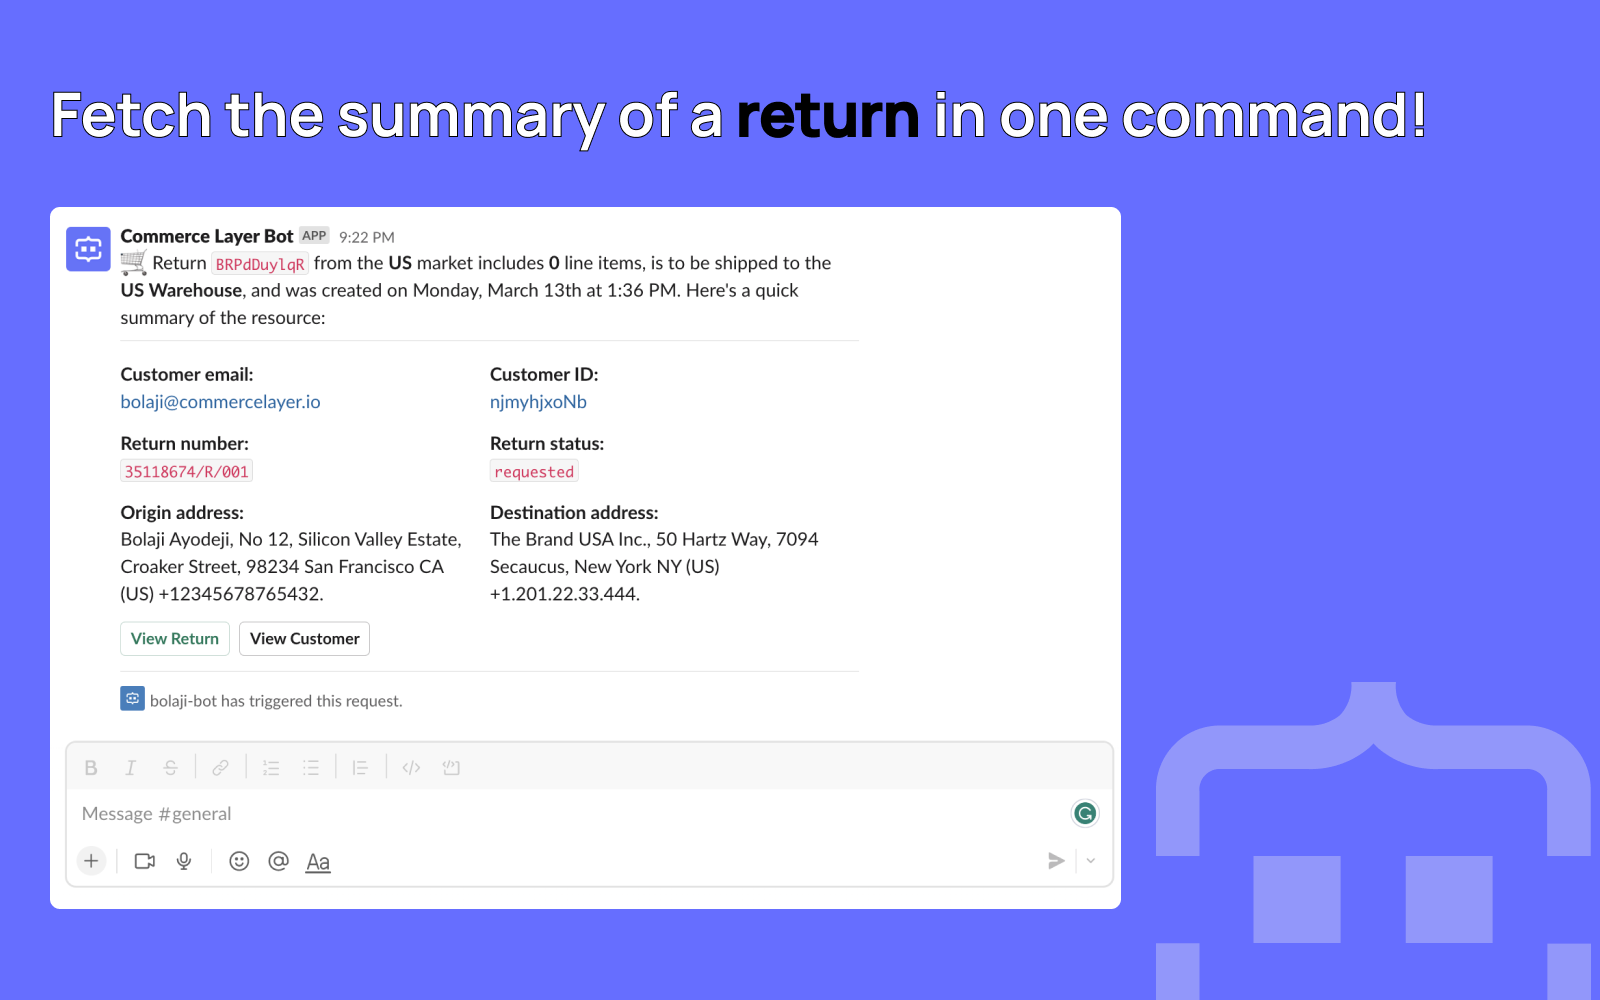 Fetch the summary of a return in one command!
Commerce Layer Bot APP 9:22 PM
Return BRPdDuylqR from the US market includes 0 line items, is to be shipped to the
US Warehouse, and was created on Monday, March 13th at 1:36 PM. Here's a quick
summary of the resource:
Customer email:
bolaji@commercelayer.io
Customer ID:
njmyhjxoNb
Return number:
35118674/R/001
Return status:
requested
Origin address:
Bolaji Ayodeji, No 12, Silicon Valley Estate,
Croaker Street, 98234 San Francisco CA
(US) +12345678765432.
Destination address:
The Brand USA Inc., 50 Hartz Way, 7094
Secaucus, New York NY (US)
+1.201.22.33.444.
View Return View Customer
bolaji-bot has triggered this request.
B I S
Message #general
Aa